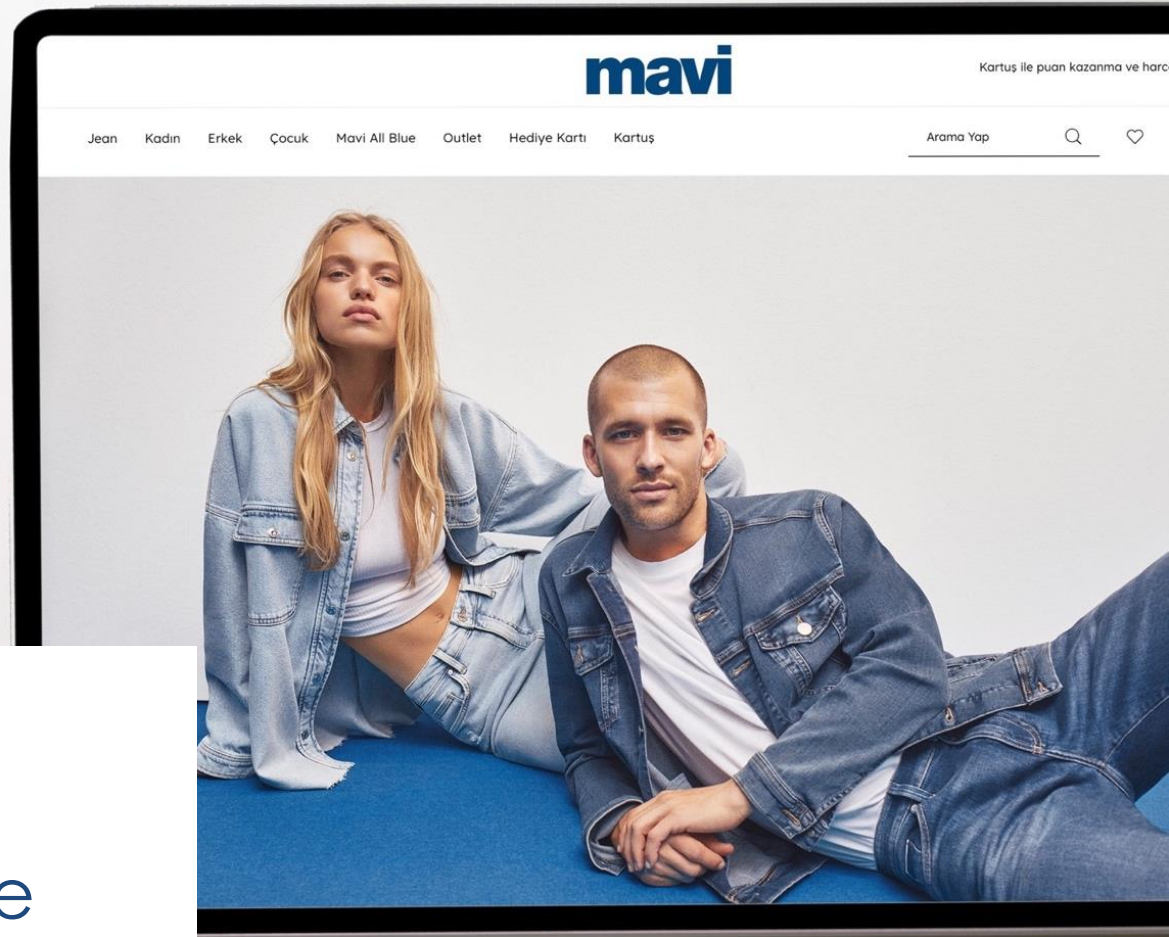 mavi
Kartuş ile puan kazanma ve
Jean Kadın Erkek Çocuk Mavi All Blue Outlet Hediye Kartı Kartuş Arama Yap